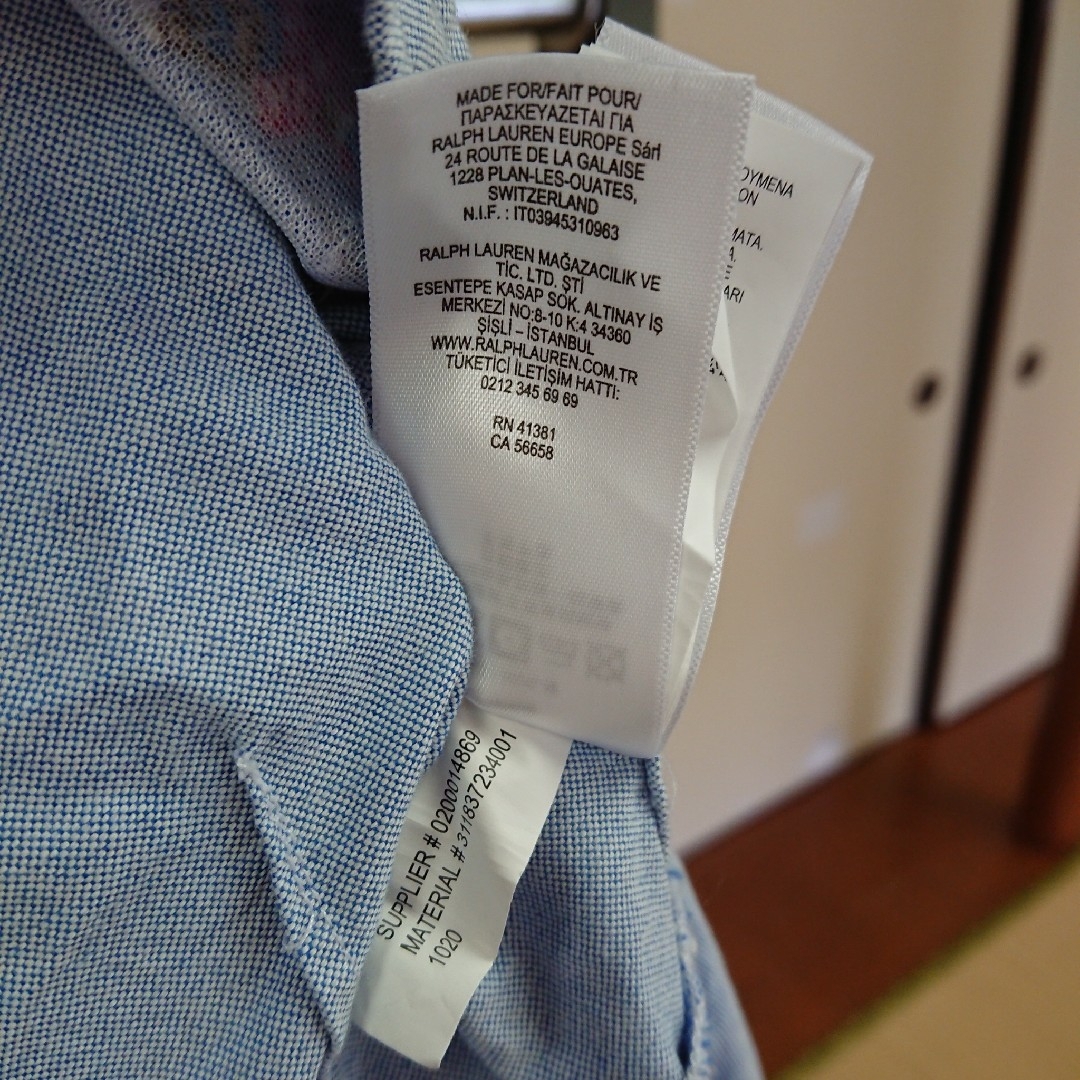 MADE FOR/FAIT POUR/
ΠΑΡΑΣΚΕΥΑΖΕΤΑΙ ΓΙΑ
RALPH LAUREN EUROPE Sárl
24 ROUTE DE LA GALAISE
1228 PLAN-LES-OUATES,
SWITZERLAND
N.I.F. : IT03945310963
RALPH LAUREN MAĞAZACILIK VE
TİC. LTD. ŞTİ
ESENTEPE KASAP SOK. ALTINAY İŞ
MERKEZİ NO:8-10 K:4 34360
ŞİŞLİ – İSTANBUL
WWW.RALPHLAUREN.COM.TR
TÜKETİCİ İLETİŞİM HATTI:
0212 345 69 69
RN 41381
CA 56658
SUPPLIER # 0200014869
MATERIAL # 311837234001
1020